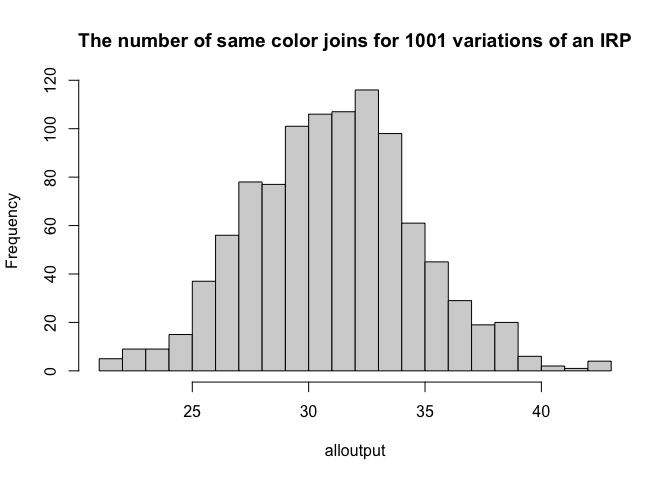 The number of same color joins for 1001 variations of an IRP
Frequency
120
100
80
60
40
20
0
25 30 35 40
alloutput